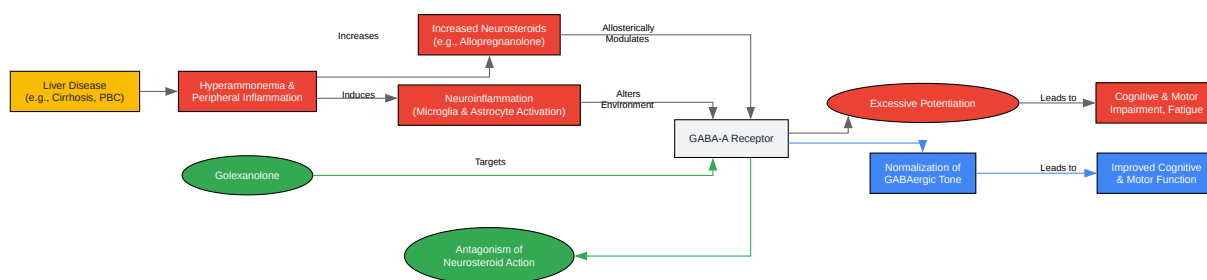 Increased Neurosteroids
(e.g., Allopregnanolone)
Increases
Allosterically
Modulates
Liver Disease
(e.g., Cirrhosis, PBC)
Hyperammonemia &
Peripheral Inflammation
Induces
Neuroinflammation
(Microglia & Astrocyte Activation)
Alters
Environment
GABA-A Receptor
Excessive Potentiation
Leads to
Cognitive & Motor
Impairment, Fatigue
Golexanolone
Targets
Normalization of
GABAergic Tone
Leads to
Improved Cognitive
& Motor Function
Antagonism of
Neurosteroid Action